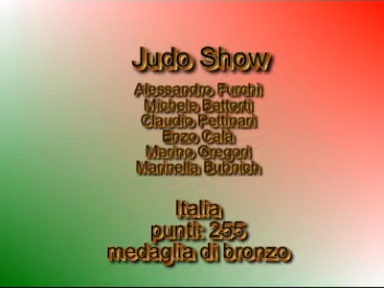 Judo Show
Alessandro Furchì
Michele Battorti
Claudio Pettinari
Enzo Calà
Marino Gregori
Marinella Bubnich
Italia
punti: 255
medaglia di bronzo